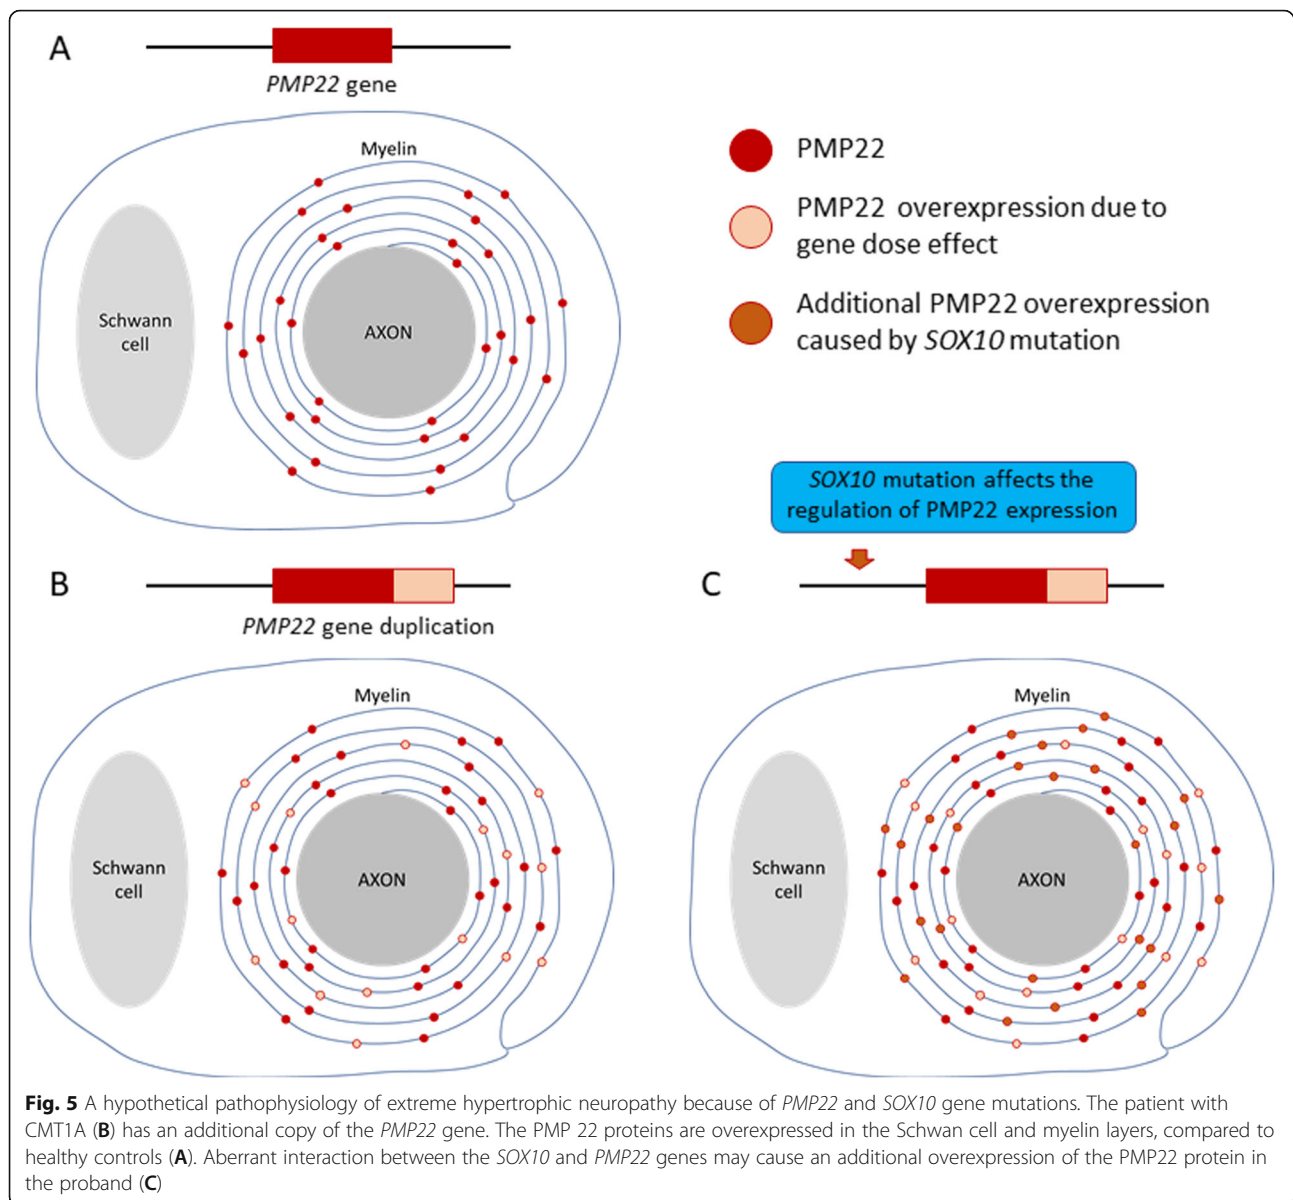 A
PMP22 gene
Myelin
Schwann
cell
AXON
PMP22
PMP22 overexpression due to
gene dose effect
Additional PMP22 overexpression
caused by SOX10 mutation
SOX10 mutation affects the
regulation of PMP22 expression
B
PMP22 gene duplication
Myelin
Schwann
cell
AXON
C
Myelin
Schwann
cell
AXON
Fig. 5 A hypothetical pathophysiology of extreme hypertrophic neuropathy because of PMP22 and SOX10 gene mutations. The patient with
CMT1A (B) has an additional copy of the PMP22 gene. The PMP 22 proteins are overexpressed in the Schwan cell and myelin layers, compared to
healthy controls (A). Aberrant interaction between the SOX10 and PMP22 genes may cause an additional overexpression of the PMP22 protein in
the proband (C)